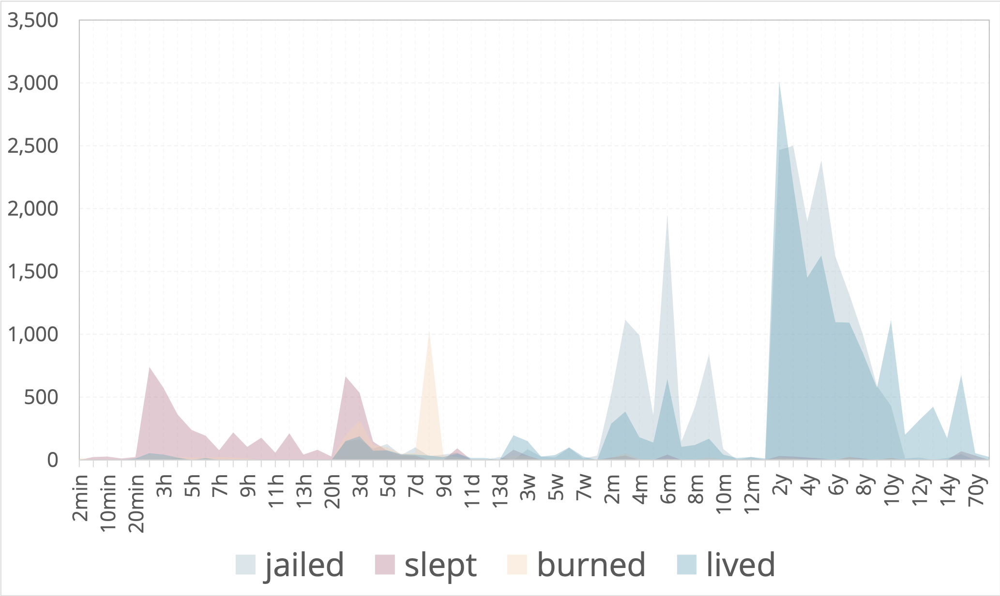 3,500
3,000
2,500
2,000
1,500
1,000
500
0
2min
10min
20min
3h
5h
7h
9h
11h
13h
20h
3d
5d
7d
9d
11d
13d
3w
5w
7w
2m
4m
6m
8m
10m
12m
2y
4y
6y
8y
10y
12y
14y
70y
jailed slept burned lived